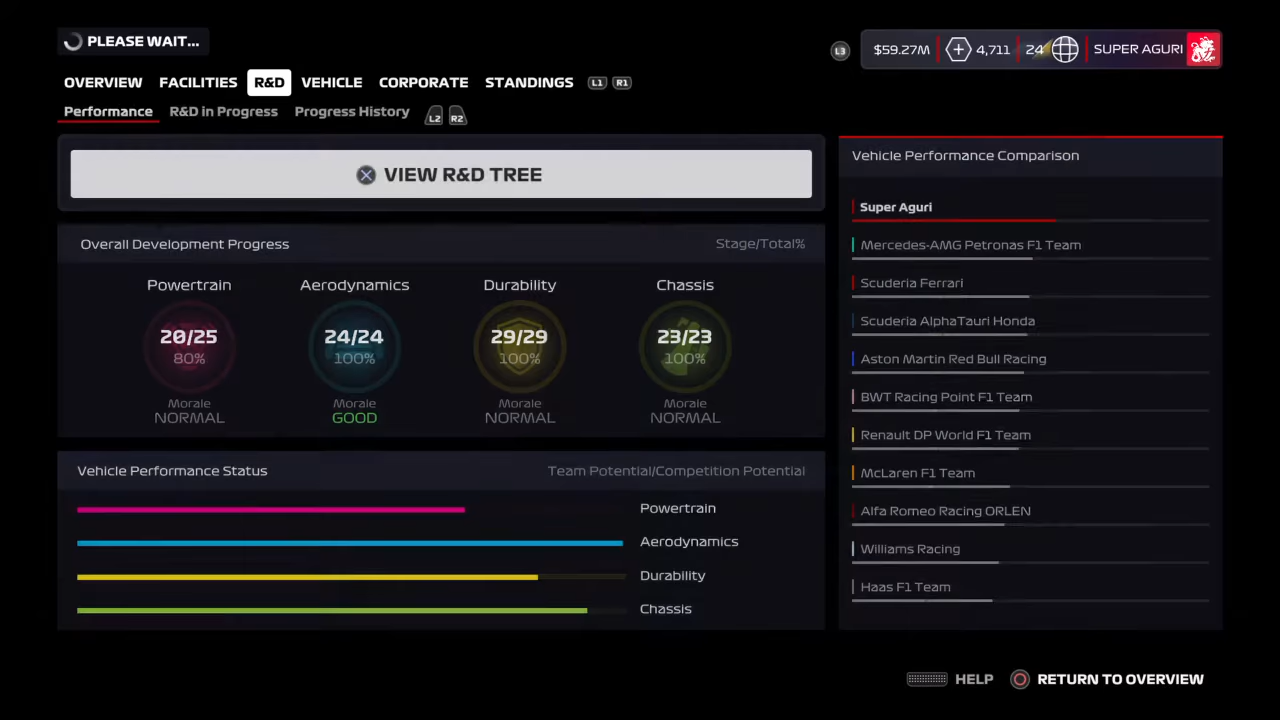 PLEASE WAIT...
L3 $59.27M 4,711 24 SUPER AGURI
OVERVIEW FACILITIES R&D VEHICLE CORPORATE STANDINGS L1 R1
Performance R&D in Progress Progress History L2 R2
VIEW R&D TREE
Overall Development Progress Stage/Total%
Powertrain Aerodynamics Durability Chassis
20/25 24/24 29/29 23/23
80% 100% 100% 100%
Morale Morale Morale Morale
NORMAL GOOD NORMAL NORMAL
Vehicle Performance Status Team Potential/Competition Potential
Powertrain
Aerodynamics
Durability
Chassis
Vehicle Performance Comparison
Super Aguri
Mercedes-AMG Petronas F1 Team
Scuderia Ferrari
Scuderia AlphaTauri Honda
Aston Martin Red Bull Racing
BWT Racing Point F1 Team
Renault DP World F1 Team
McLaren F1 Team
Alfa Romeo Racing ORLEN
Williams Racing
Haas F1 Team
HELP RETURN TO OVERVIEW